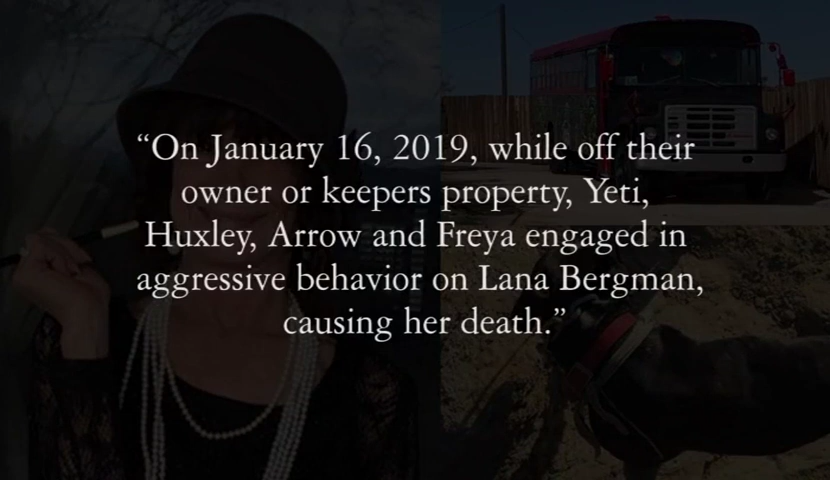 “On January 16, 2019, while off their
owner or keepers property, Yeti,
Huxley, Arrow and Freya engaged in
aggressive behavior on Lana Bergman,
causing her death.”